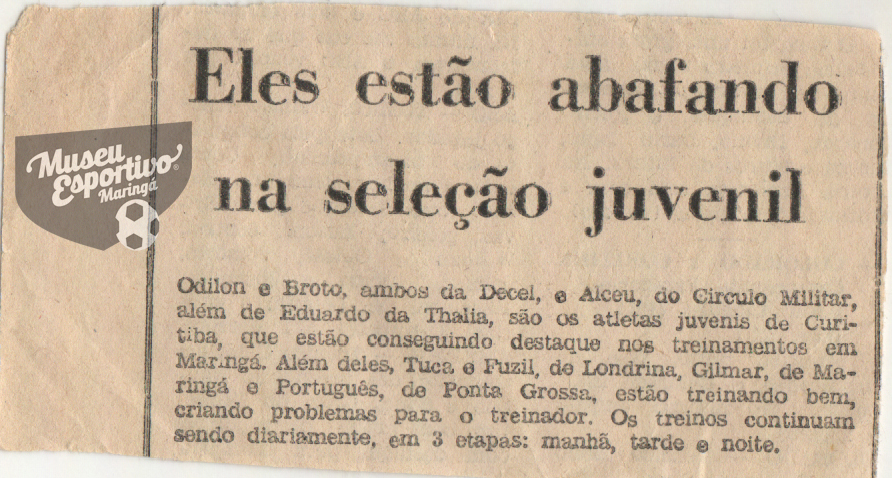 Eles estão abafando
na seleção juvenil
Museu
Esportivo®
Maringá
Odilon e Broto, ambos da Decel, e Alceu, do Circulo Militar,
além de Eduardo da Thalia, são os atletas juvenis de Curi-
tiba, que estão conseguindo destaque nos treinamentos em
Maringá. Além deles, Tuca e Fuzil, de Londrina, Gilmar, de Ma-
ringá e Português, de Ponta Grossa, estão treinando bem,
criando problemas para o treinador. Os treinos continuam
sendo diariamente, em 3 etapas: manhã, tarde e noite.